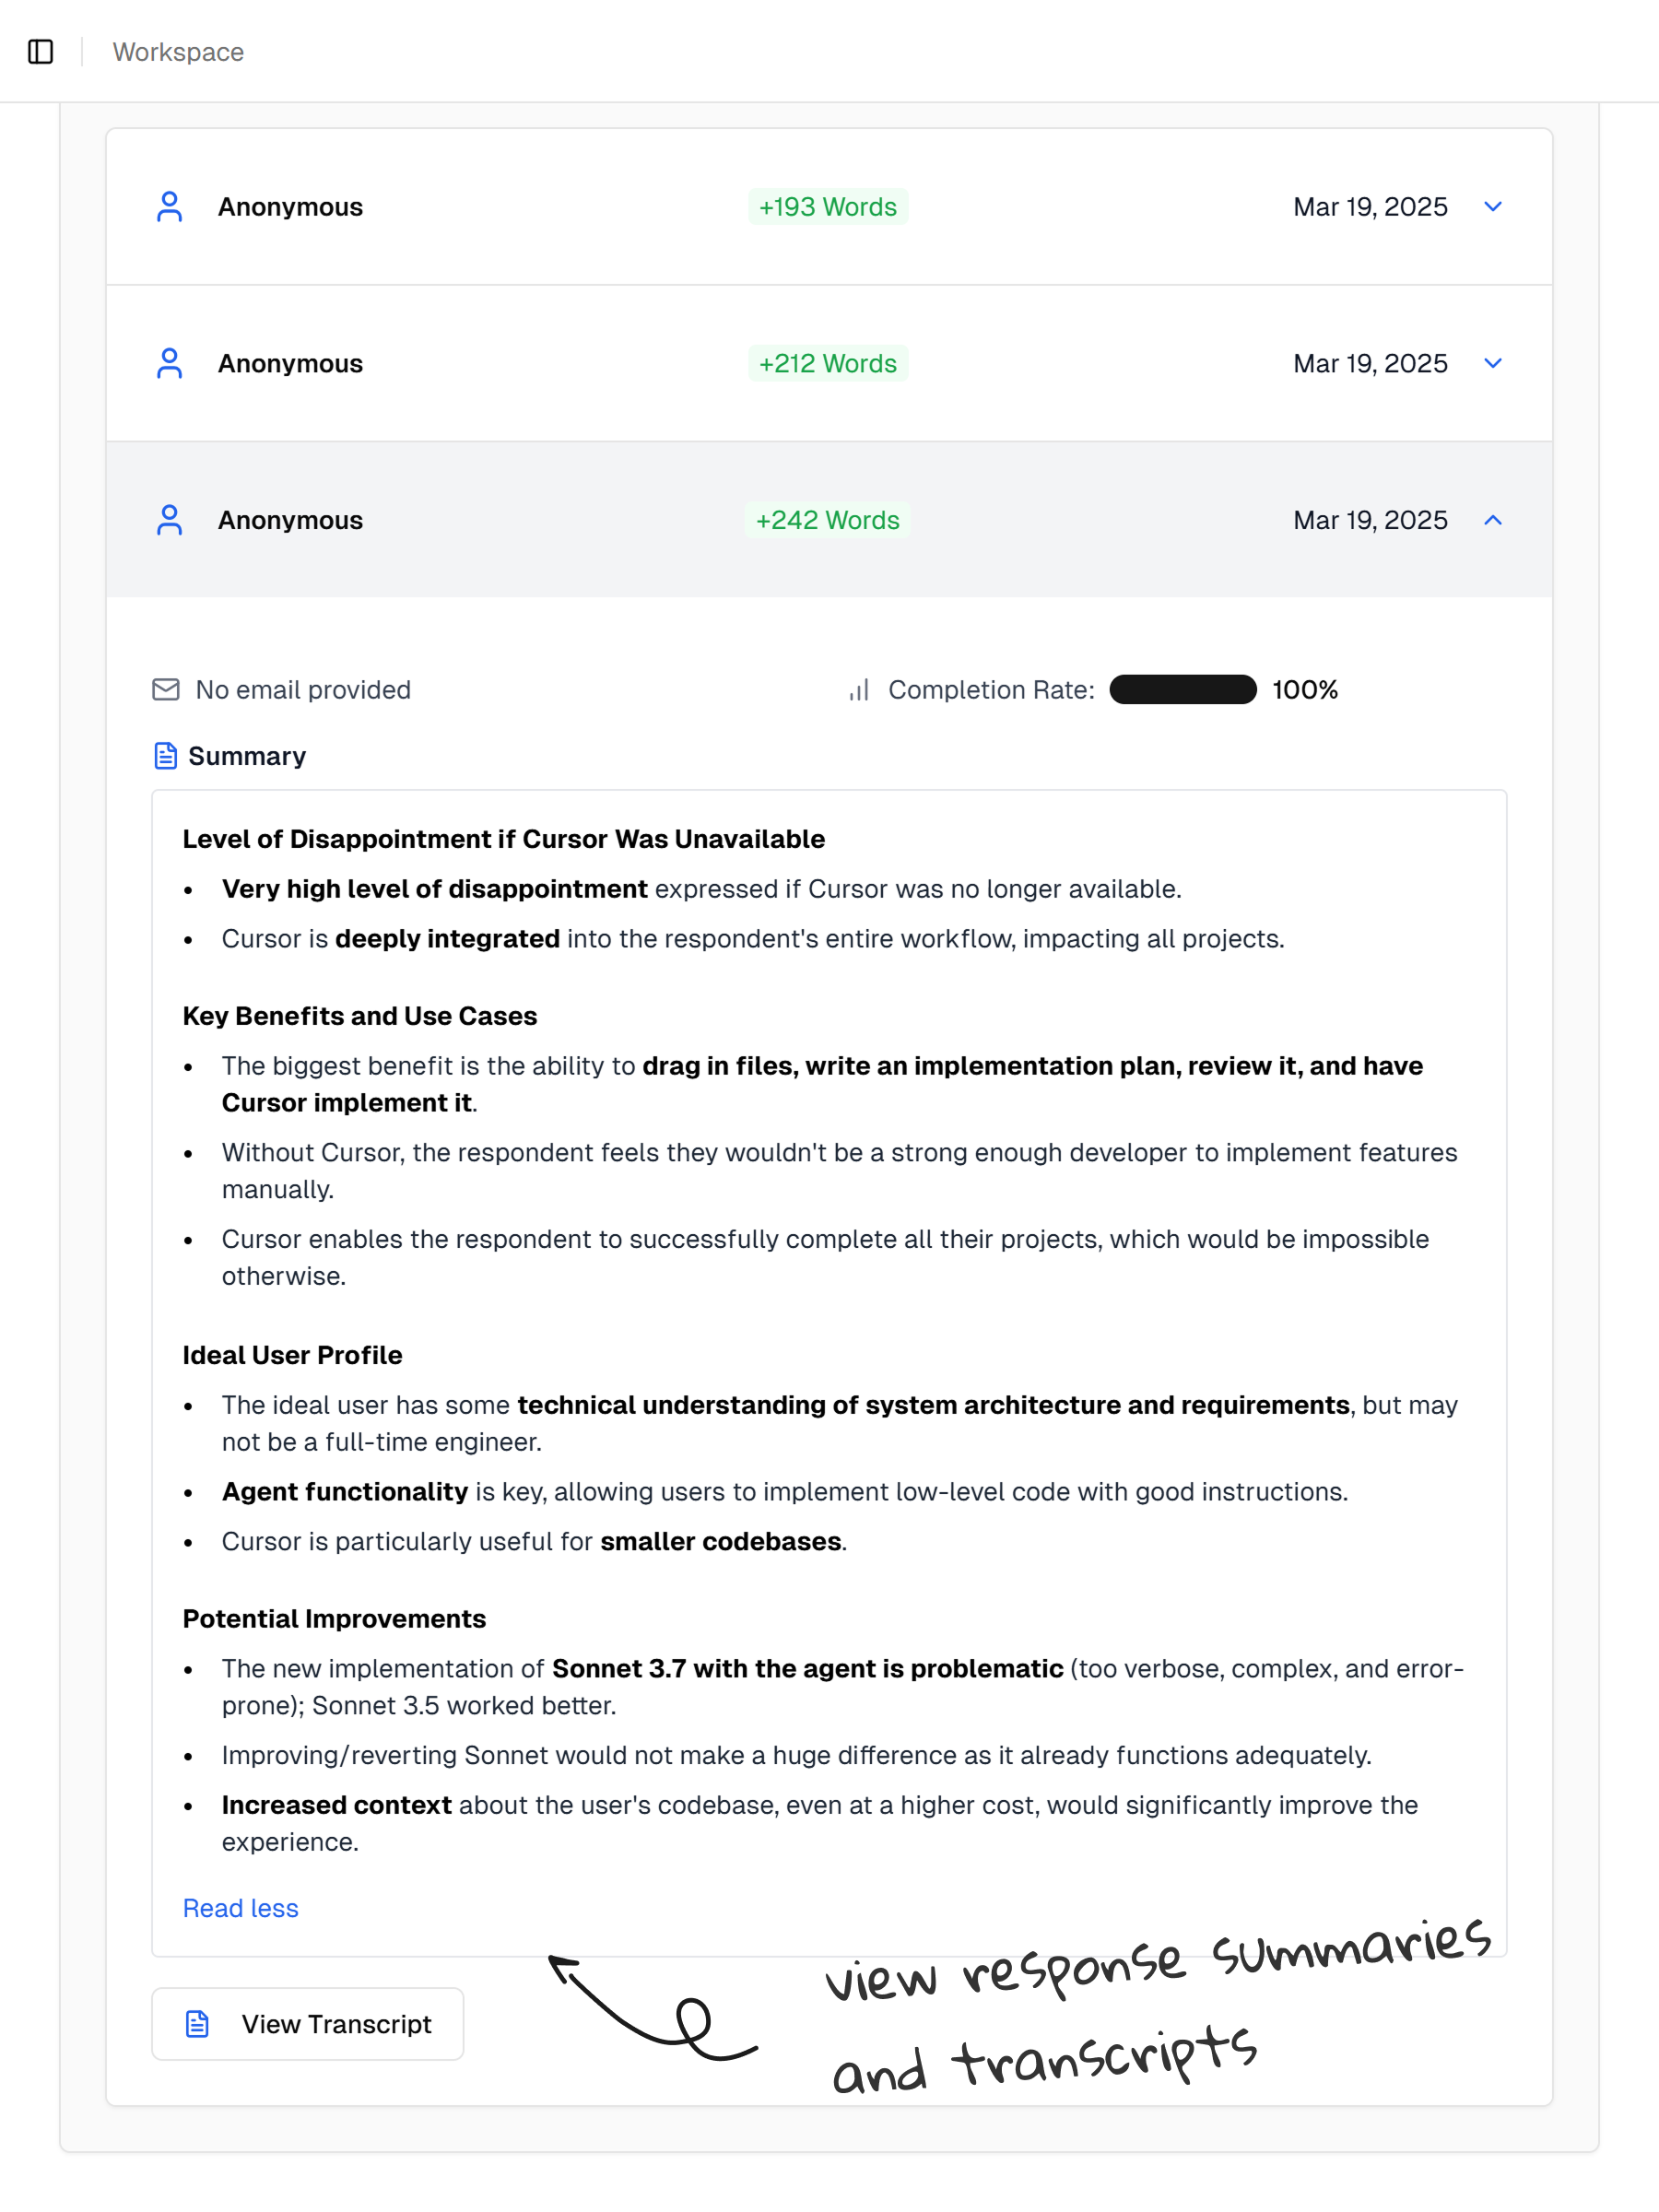 Workspace
Anonymous +193 Words Mar 19, 2025
Anonymous +212 Words Mar 19, 2025
Anonymous +242 Words Mar 19, 2025
No email provided Completion Rate: 100%
Summary
Level of Disappointment if Cursor Was Unavailable
• Very high level of disappointment expressed if Cursor was no longer available.
• Cursor is deeply integrated into the respondent's entire workflow, impacting all projects.
Key Benefits and Use Cases
• The biggest benefit is the ability to drag in files, write an implementation plan, review it, and have
Cursor implement it.
• Without Cursor, the respondent feels they wouldn't be a strong enough developer to implement features
manually.
• Cursor enables the respondent to successfully complete all their projects, which would be impossible
otherwise.
Ideal User Profile
• The ideal user has some technical understanding of system architecture and requirements, but may
not be a full-time engineer.
• Agent functionality is key, allowing users to implement low-level code with good instructions.
• Cursor is particularly useful for smaller codebases.
Potential Improvements
• The new implementation of Sonnet 3.7 with the agent is problematic (too verbose, complex, and error-
prone); Sonnet 3.5 worked better.
• Improving/reverting Sonnet would not make a huge difference as it already functions adequately.
• Increased context about the user's codebase, even at a higher cost, would significantly improve the
experience.
Read less
view response summaries
and transcripts
View Transcript